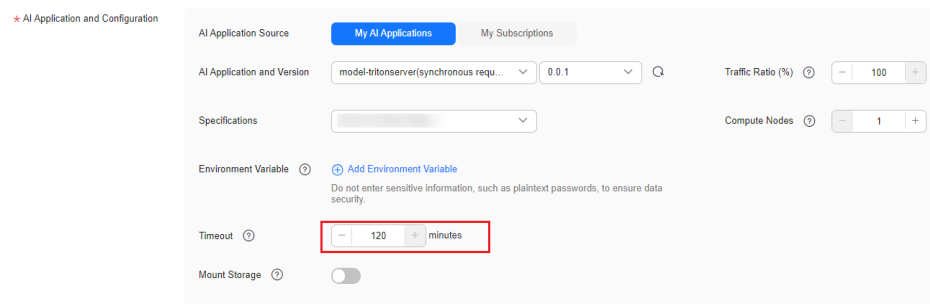 * AI Application and Configuration
AI Application Source My AI Applications My Subscriptions
AI Application and Version model-tritonserver(synchronous requ... 0.0.1 Traffic Ratio (%) ? − 100 +
Specifications Compute Nodes ? − 1 +
Environment Variable ? + Add Environment Variable
Do not enter sensitive information, such as plaintext passwords, to ensure data
security.
Timeout ? − 120 + minutes
Mount Storage ?